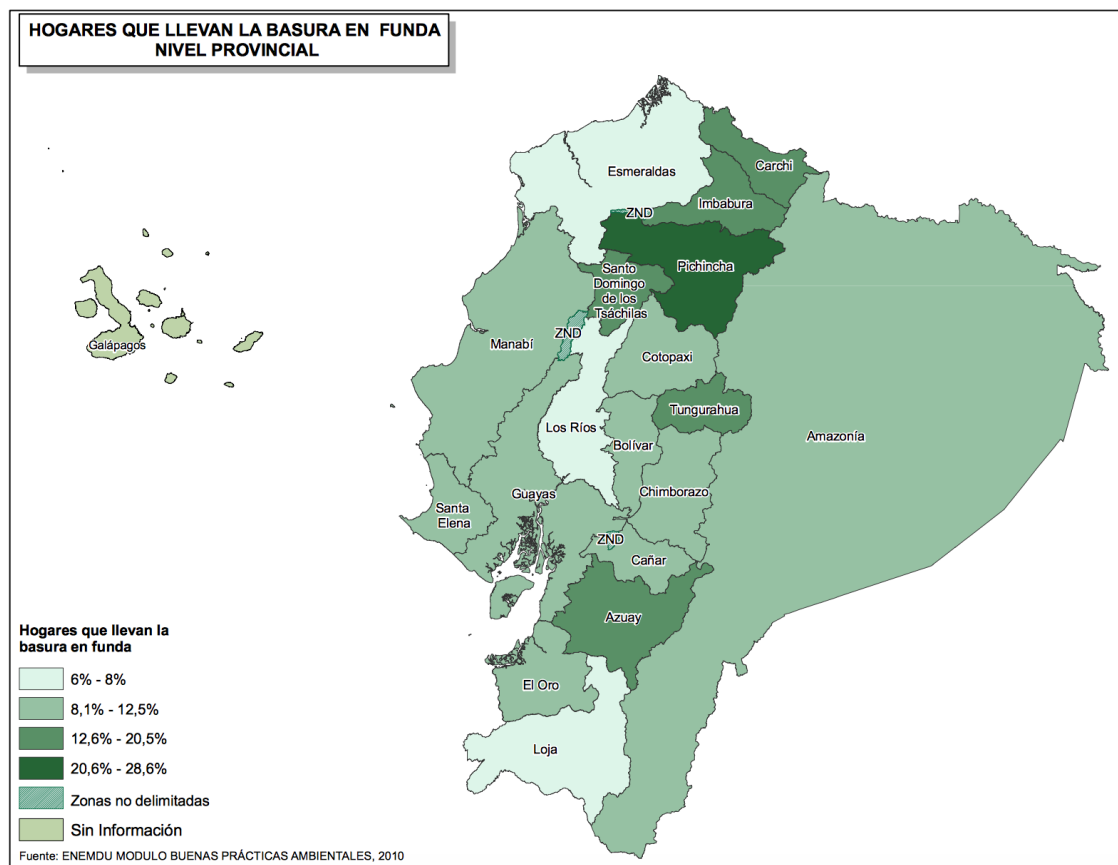 HOGARES QUE LLEVAN LA BASURA EN FUNDA
NIVEL PROVINCIAL
Esmeraldas
Carchi
Imbabura
ZND
Pichincha
Santo
Domingo
de los
Tsáchilas
Galápagos
Manabí
ZND
Cotopaxi
Tungurahua
Los Ríos
Amazonía
Bolívar
Chimborazo
Guayas
Santa
Elena
ZND
Cañar
Azuay
El Oro
Loja
Hogares que llevan la
basura en funda
6% - 8%
8,1% - 12,5%
12,6% - 20,5%
20,6% - 28,6%
Zonas no delimitadas
Sin Información
Fuente: ENEMDU MODULO BUENAS PRÁCTICAS AMBIENTALES, 2010